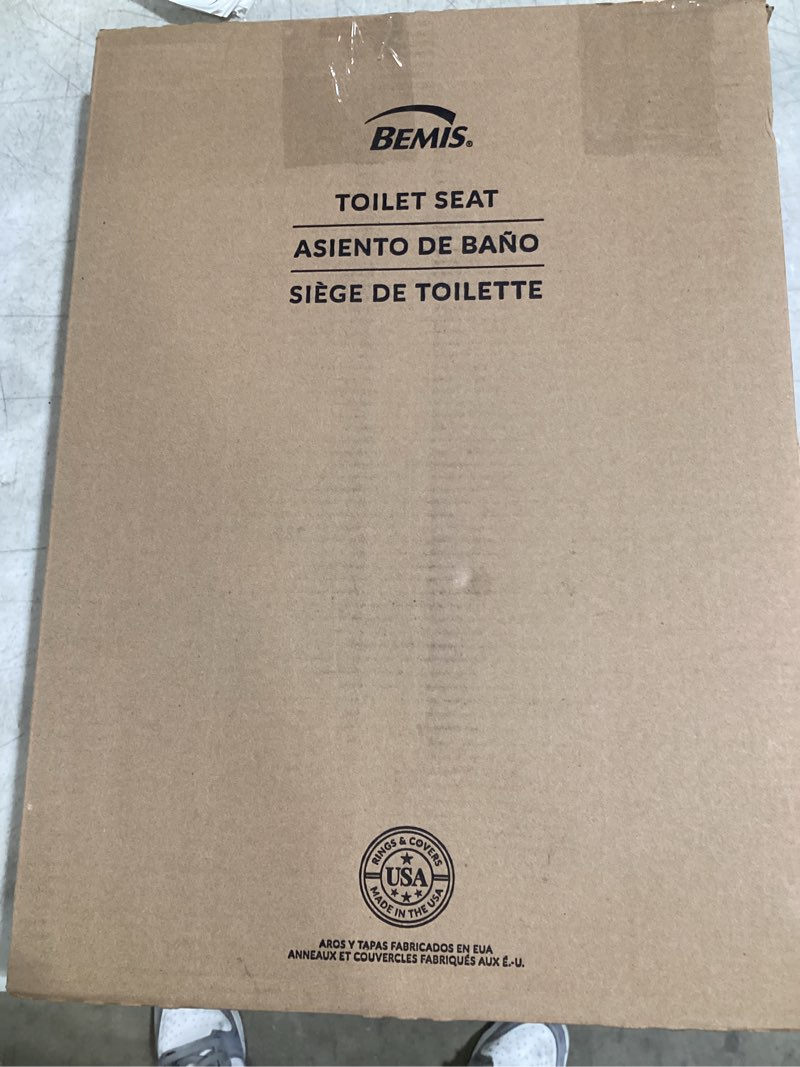 BEMIS®
TOILET SEAT
ASIENTO DE BAÑO
SIÈGE DE TOILETTE
RINGS & COVERS
USA
MADE IN THE USA
AROS Y TAPAS FABRICADOS EN EUA
ANNEAUX ET COUVERCLES FABRIQUÉS AUX É.-U.